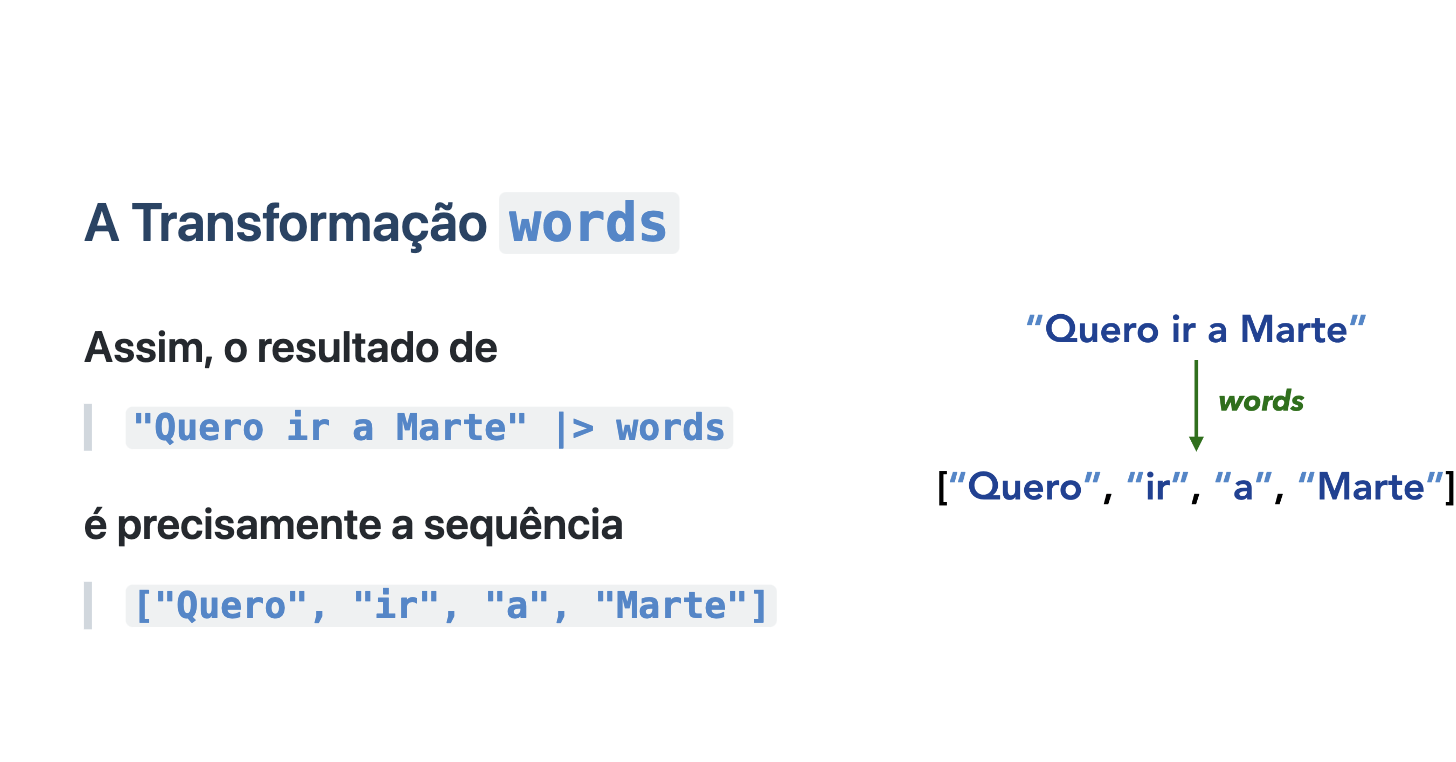 A Transformação words
Assim, o resultado de
"Quero ir a Marte" |> words
é precisamente a sequência
["Quero", "ir", "a", "Marte"]
“Quero ir a Marte”
words
[“Quero”, “ir”, “a”, “Marte”]